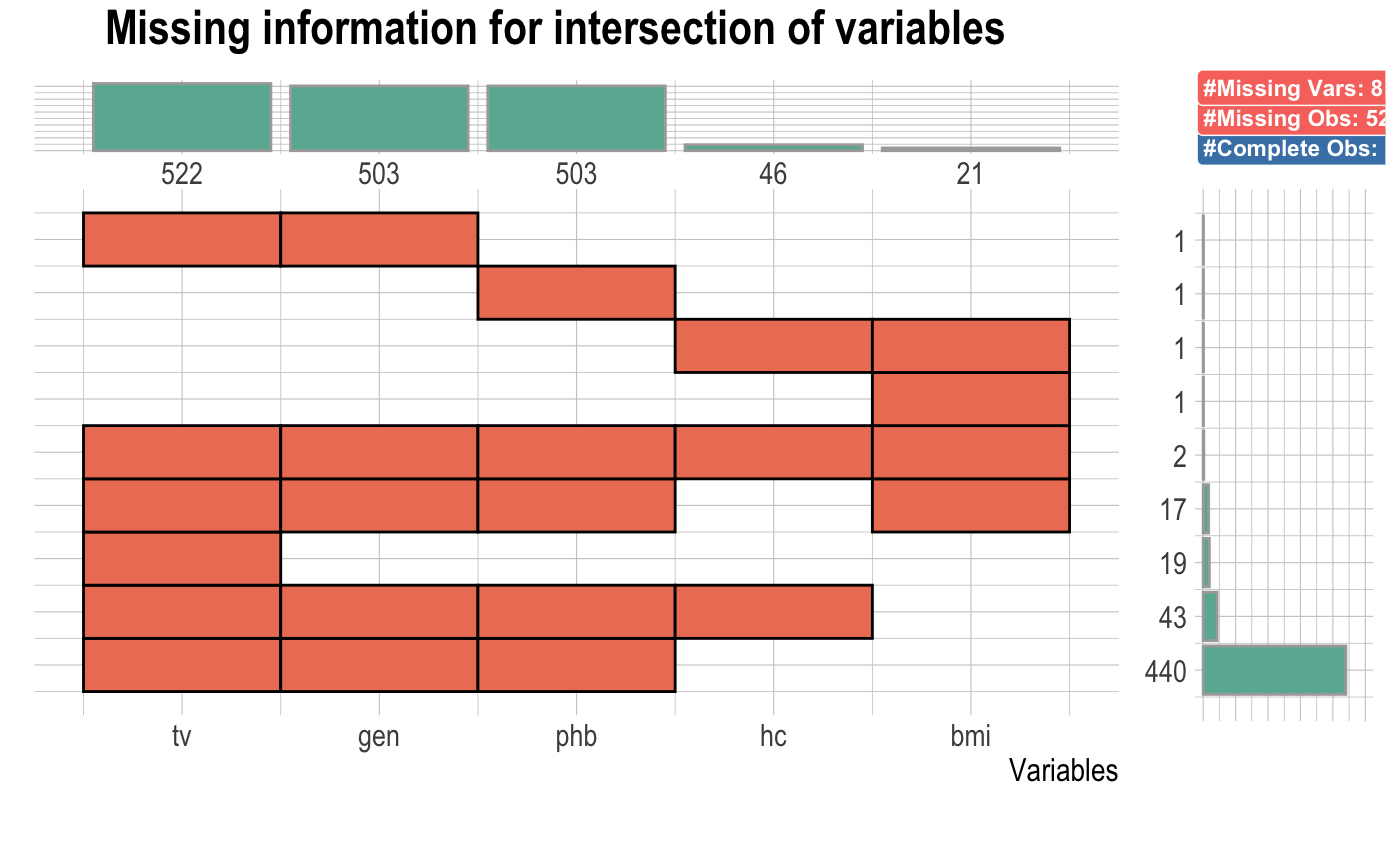 Missing information for intersection of variables
#Missing Vars: 8
#Missing Obs: 52
#Complete Obs:
522 503 503 46 21
1
1
1
1
2
17
19
43
440
tv gen phb hc bmi
Variables